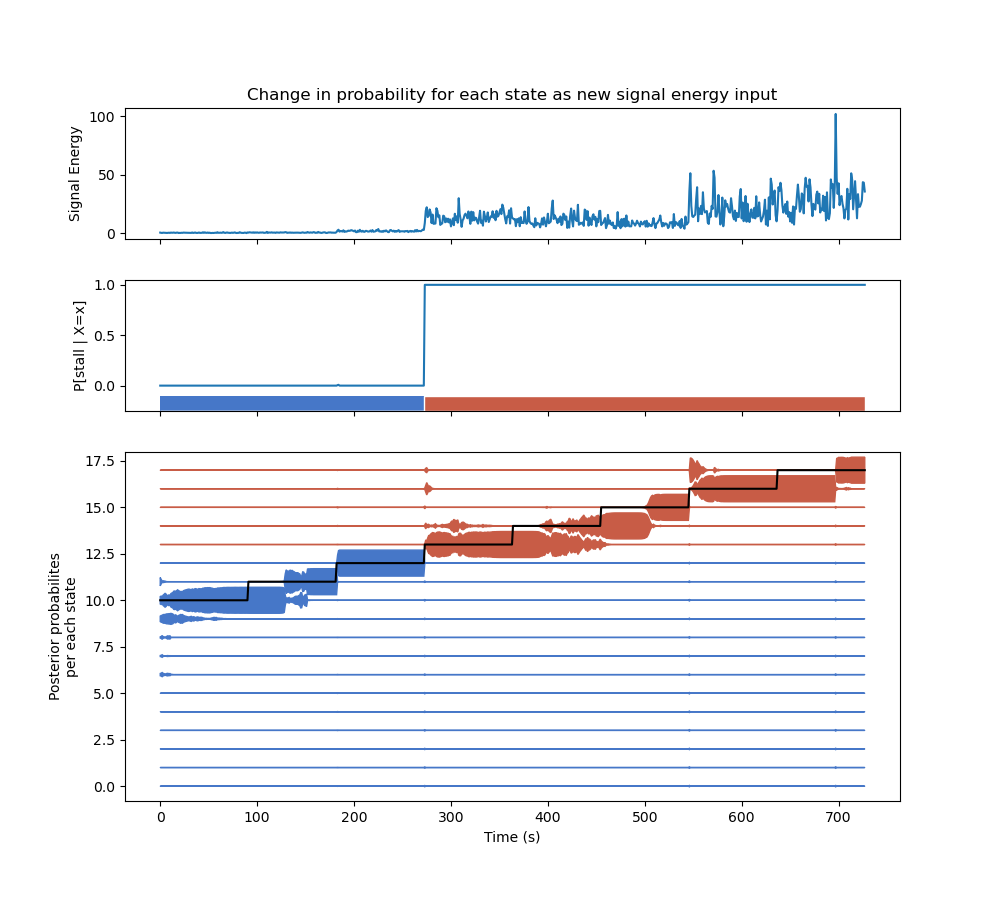 Change in probability for each state as new signal energy input
100
50
0
Signal Energy
1.0
0.5
0.0
P[stall | X=x]
17.5
15.0
12.5
10.0
7.5
5.0
2.5
0.0
Posterior probabilites
per each state
0 100 200 300 400 500 600 700
Time (s)